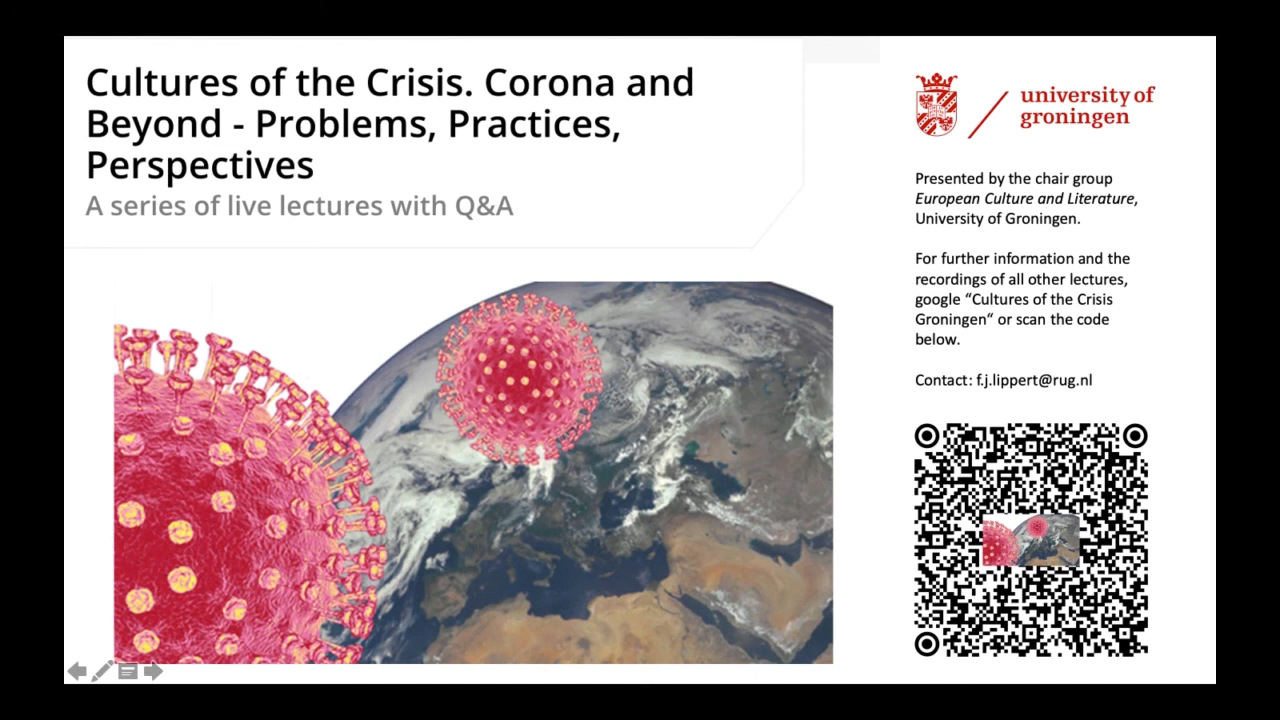 Cultures of the Crisis. Corona and
Beyond - Problems, Practices,
Perspectives
A series of live lectures with Q&A
university of
groningen
Presented by the chair group
European Culture and Literature,
University of Groningen.
For further information and the
recordings of all other lectures,
google “Cultures of the Crisis
Groningen“ or scan the code
below.
Contact: f.j.lippert@rug.nl